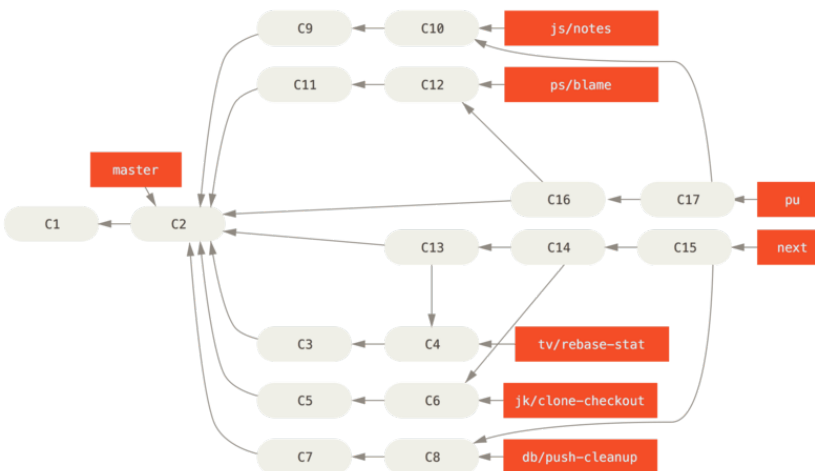 C9 C10 js/notes
C11 C12 ps/blame
master
C16 C17 pu
C1 C2
C13 C14 C15 next
C3 C4 tv/rebase-stat
C5 C6 jk/clone-checkout
C7 C8 db/push-cleanup